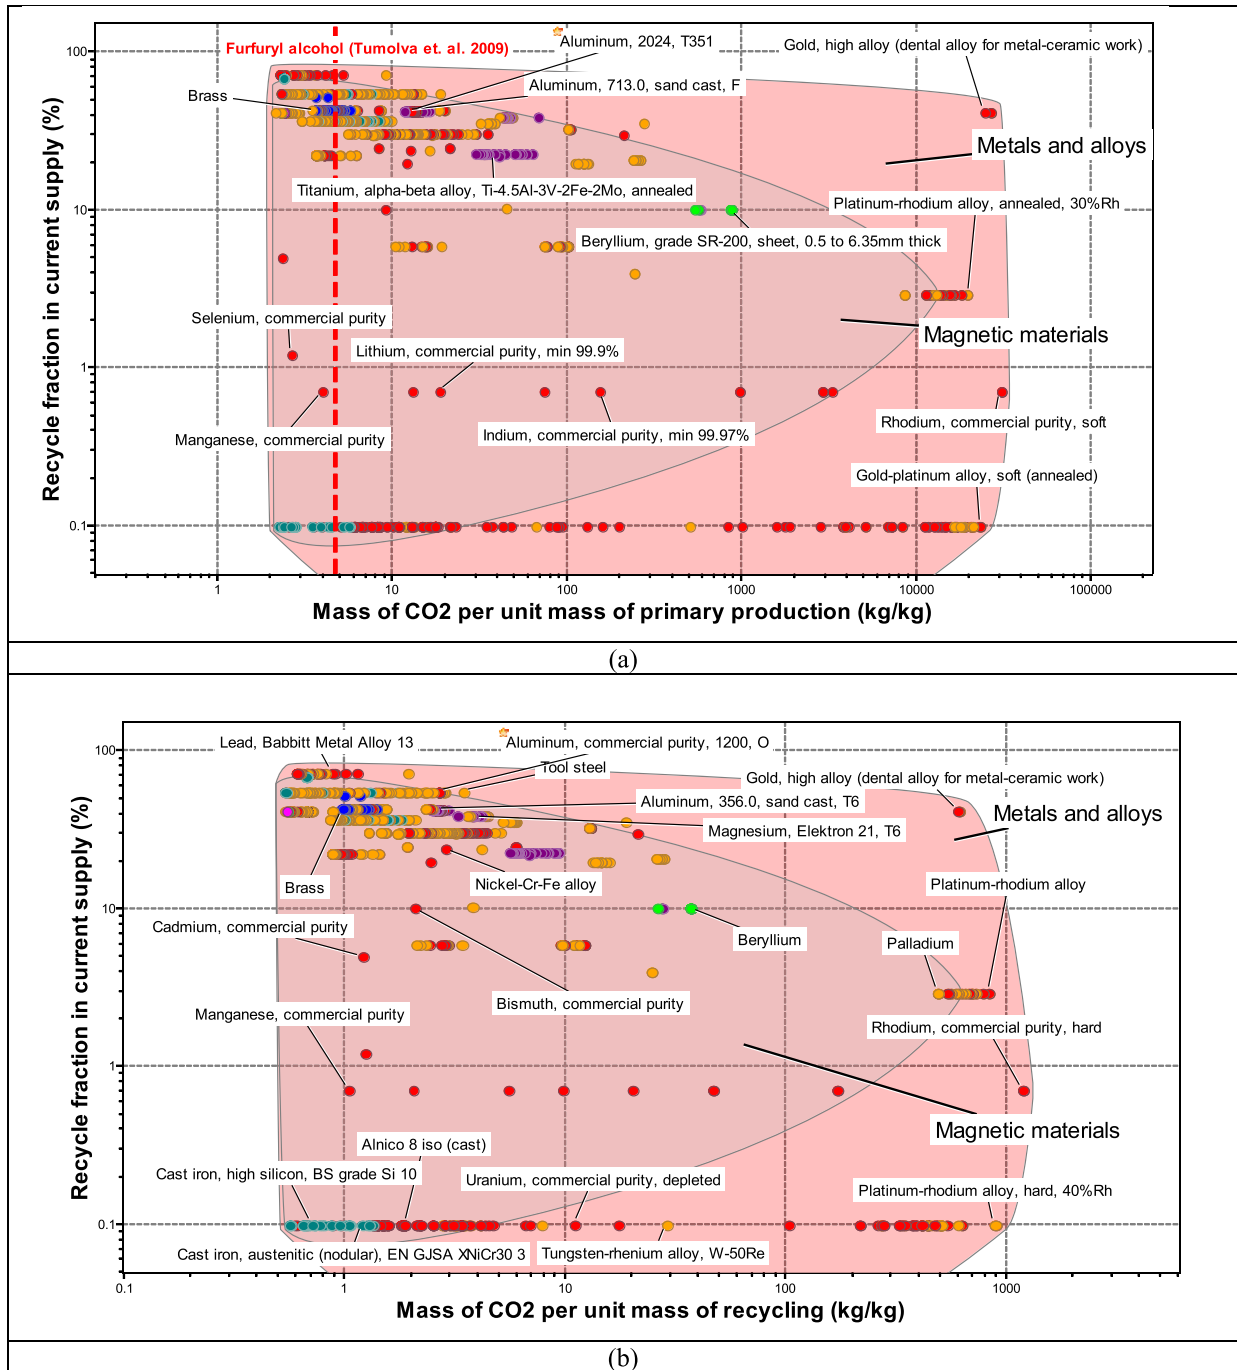 Furfuryl alcohol (Tumolva et. al. 2009)
Aluminum, 2024, T351
Gold, high alloy (dental alloy for metal-ceramic work)
100
Aluminum, 713.0, sand cast, F
Brass
Metals and alloys
Titanium, alpha-beta alloy, Ti-4.5Al-3V-2Fe-2Mo, annealed
Platinum-rhodium alloy, annealed, 30%Rh
10
Beryllium, grade SR-200, sheet, 0.5 to 6.35mm thick
Selenium, commercial purity
Magnetic materials
Lithium, commercial purity, min 99.9%
1
Rhodium, commercial purity, soft
Indium, commercial purity, min 99.97%
Manganese, commercial purity
Gold-platinum alloy, soft (annealed)
0.1
Recycle fraction in current supply (%)
1
10
100
1000
10000
100000
Mass of CO2 per unit mass of primary production (kg/kg)
(a)
Lead, Babbitt Metal Alloy 13
Aluminum, commercial purity, 1200, O
100
Tool steel
Gold, high alloy (dental alloy for metal-ceramic work)
Aluminum, 356.0, sand cast, T6
Metals and alloys
Magnesium, Elektron 21, T6
Brass
Nickel-Cr-Fe alloy
Platinum-rhodium alloy
10
Cadmium, commercial purity
Beryllium
Palladium
Bismuth, commercial purity
Manganese, commercial purity
Rhodium, commercial purity, hard
1
Magnetic materials
Alnico 8 iso (cast)
Cast iron, high silicon, BS grade Si 10
Uranium, commercial purity, depleted
Platinum-rhodium alloy, hard, 40%Rh
0.1
Cast iron, austenitic (nodular), EN GJSA XNiCr30 3
Tungsten-rhenium alloy, W-50Re
Recycle fraction in current supply (%)
0.1
1
10
100
1000
Mass of CO2 per unit mass of recycling (kg/kg)
(b)